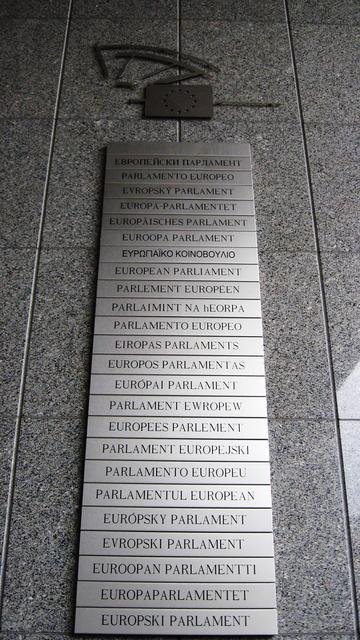 ЕВРОПЕЙСКИ ПАРЛАМЕНТ
PARLAMENTO EUROPEO
EVROPSKÝ PARLAMENT
EUROPA-PARLAMENTET
EUROPÄISCHES PARLAMENT
EUROOPA PARLAMENT
ΕΥΡΩΠΑΪΚΟ ΚΟΙΝΟΒΟΥΛΙΟ
EUROPEAN PARLIAMENT
PARLEMENT EUROPÉEN
PARLAIMINT NA hEORPA
PARLAMENTO EUROPEO
EIROPAS PARLAMENTS
EUROPOS PARLAMENTAS
EURÓPAI PARLAMENT
PARLAMENT EWROPEW
EUROPEES PARLEMENT
PARLAMENT EUROPEJSKI
PARLAMENTO EUROPEU
PARLAMENTUL EUROPEAN
EURÓPSKY PARLAMENT
EVROPSKI PARLAMENT
EUROOPAN PARLAMENTTI
EUROPAPARLAMENTET
EUROPSKI PARLAMENT